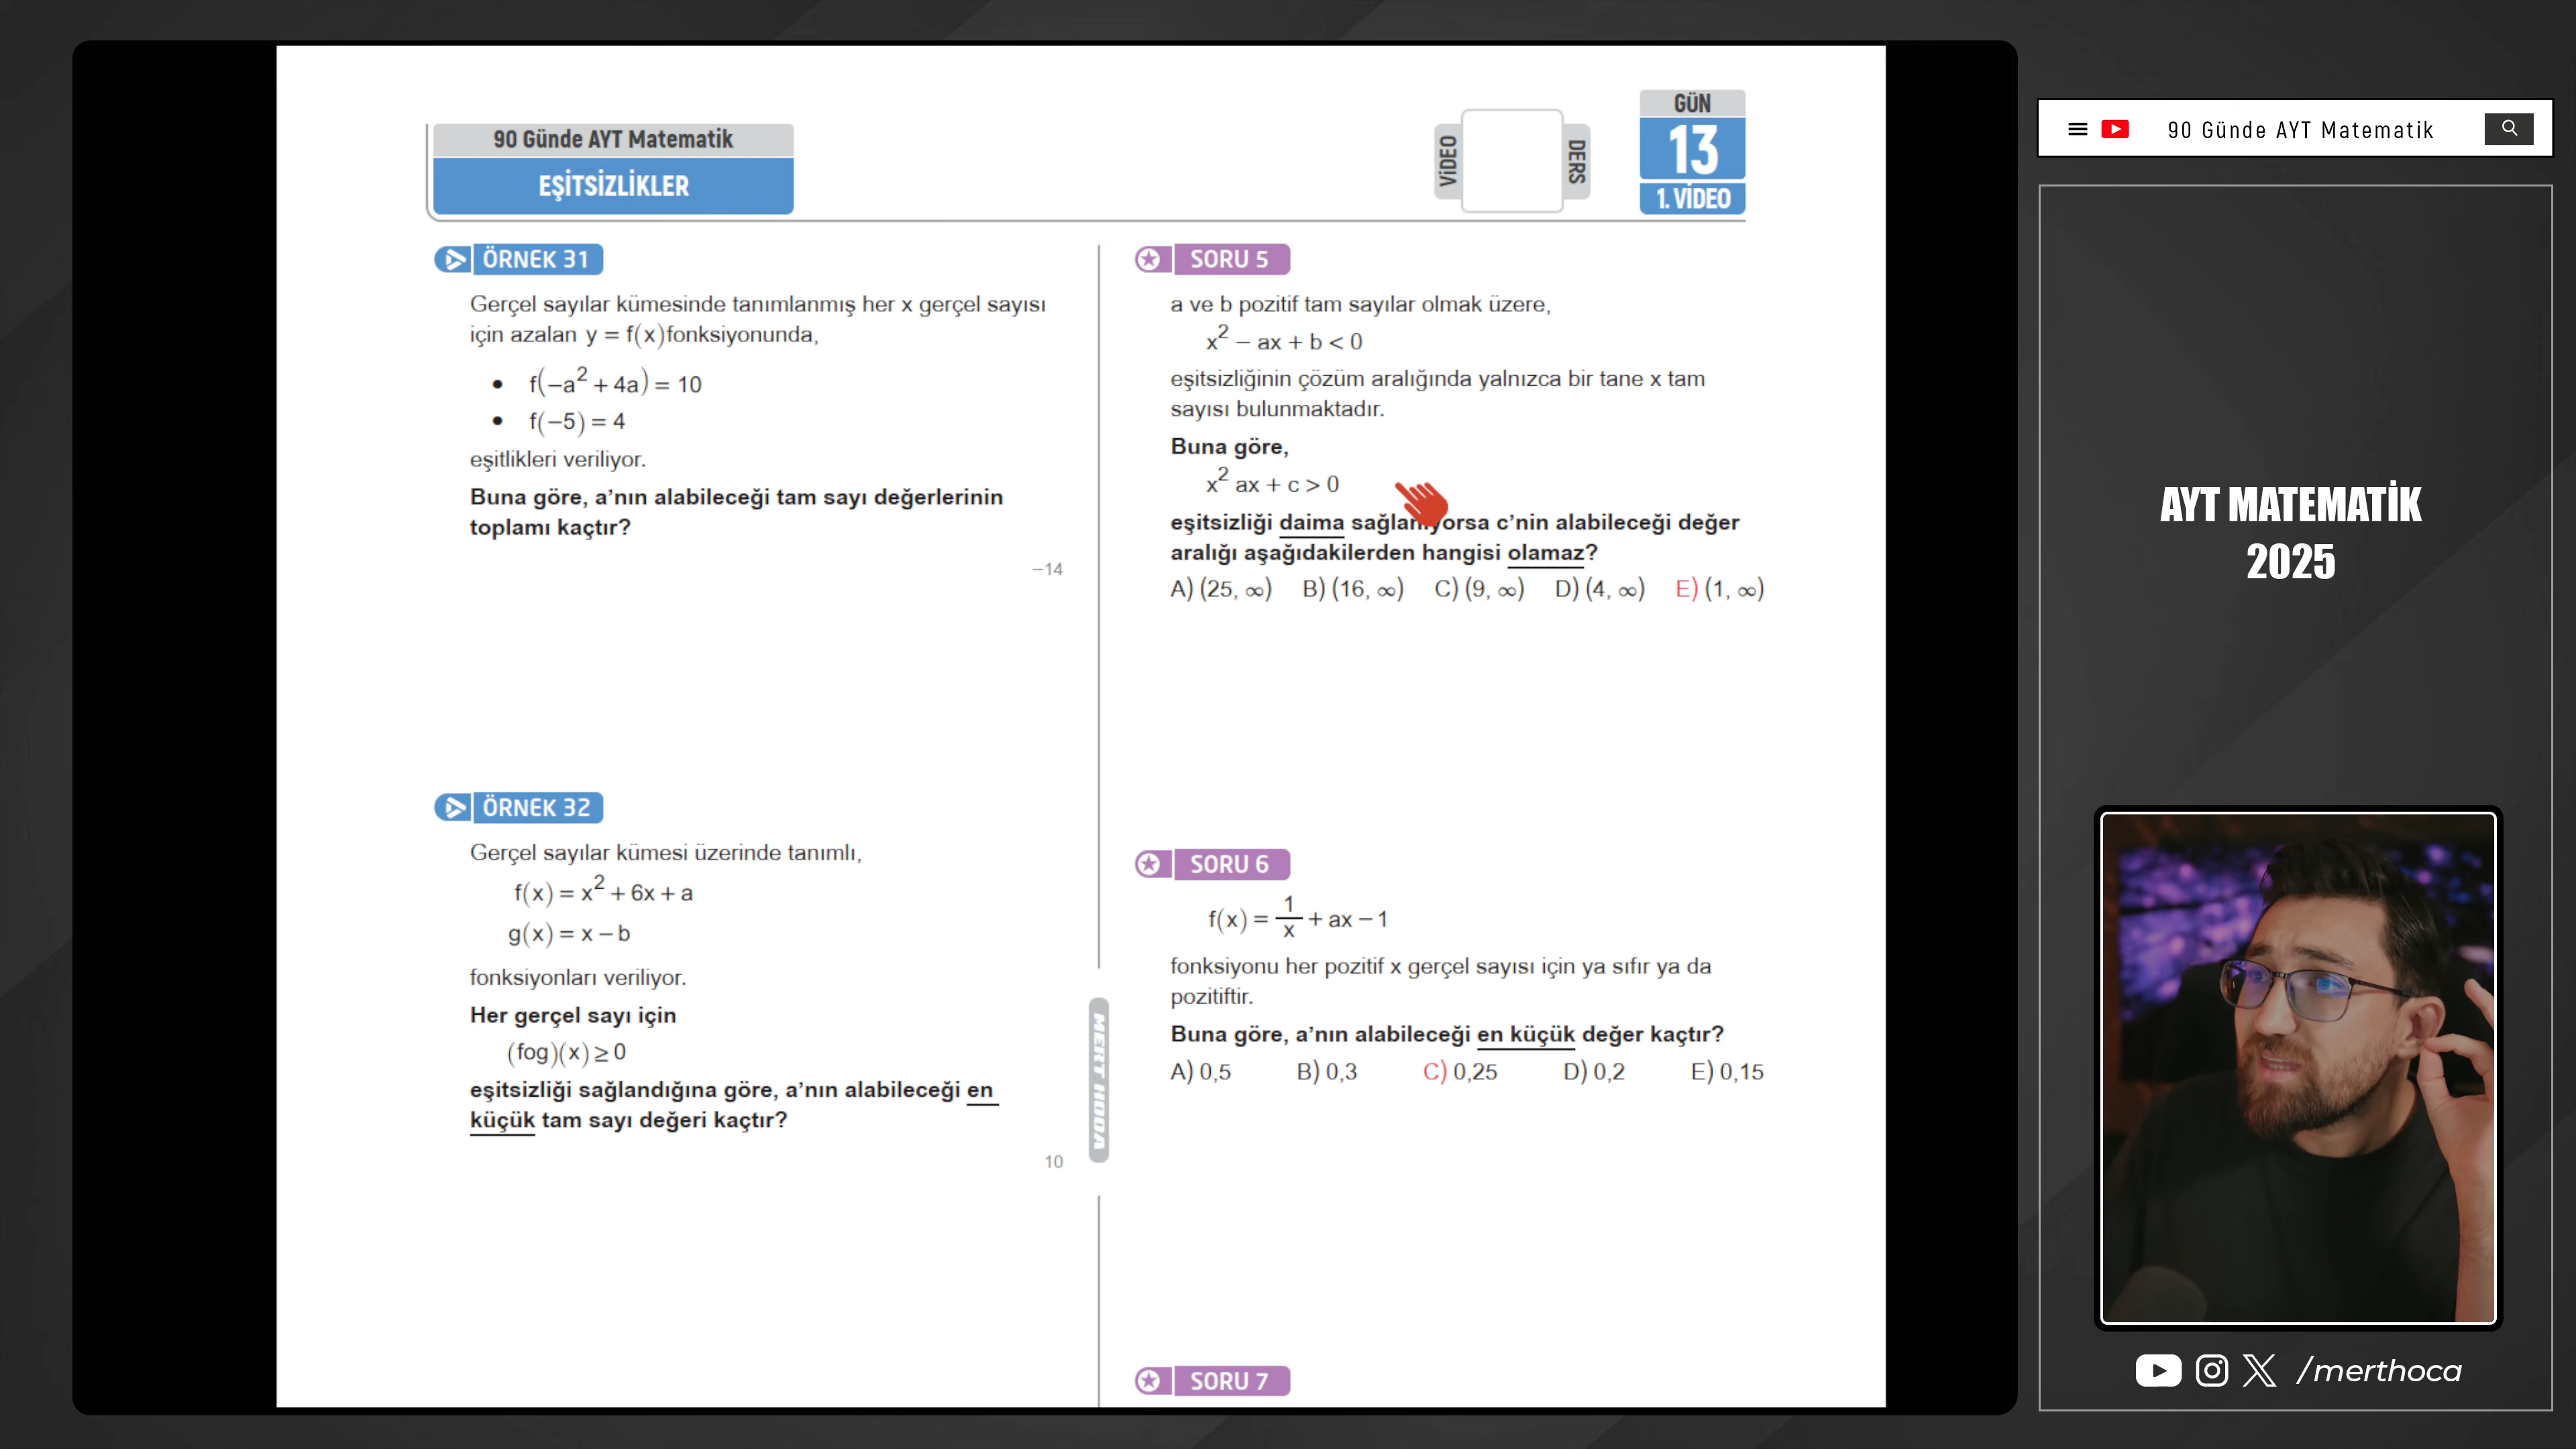 90 Günde AYT Matematik
EŞİTSİZLİKLER
VİDEO
DERS
GÜN
13
1. VİDEO
ÖRNEK 31
Gerçel sayılar kümesinde tanımlanmış her x gerçel sayısı
için azalan y = f(x)fonksiyonunda,
• f(−a² + 4a) = 10
• f(−5) = 4
eşitlikleri veriliyor.
Buna göre, a’nın alabileceği tam sayı değerlerinin
toplamı kaçtır?
−14
ÖRNEK 32
Gerçel sayılar kümesi üzerinde tanımlı,
f(x) = x² + 6x + a
g(x) = x − b
fonksiyonları veriliyor.
Her gerçel sayı için
(fog)(x) ≥ 0
eşitsizliği sağlandığına göre, a’nın alabileceği en
küçük tam sayı değeri kaçtır?
10
MERT HOCA
SORU 5
a ve b pozitif tam sayılar olmak üzere,
x² − ax + b < 0
eşitsizliğinin çözüm aralığında yalnızca bir tane x tam
sayısı bulunmaktadır.
Buna göre,
x² ax + c > 0
eşitsizliği daima sağlanıyorsa c’nin alabileceği değer
aralığı aşağıdakilerden hangisi olamaz?
A) (25, ∞) B) (16, ∞) C) (9, ∞) D) (4, ∞) E) (1, ∞)
SORU 6
f(x) = 1/x + ax − 1
fonksiyonu her pozitif x gerçel sayısı için ya sıfır ya da
pozitiftir.
Buna göre, a’nın alabileceği en küçük değer kaçtır?
A) 0,5 B) 0,3 C) 0,25 D) 0,2 E) 0,15
SORU 7
90 Günde AYT Matematik
AYT MATEMATİK
2025
/merthoca